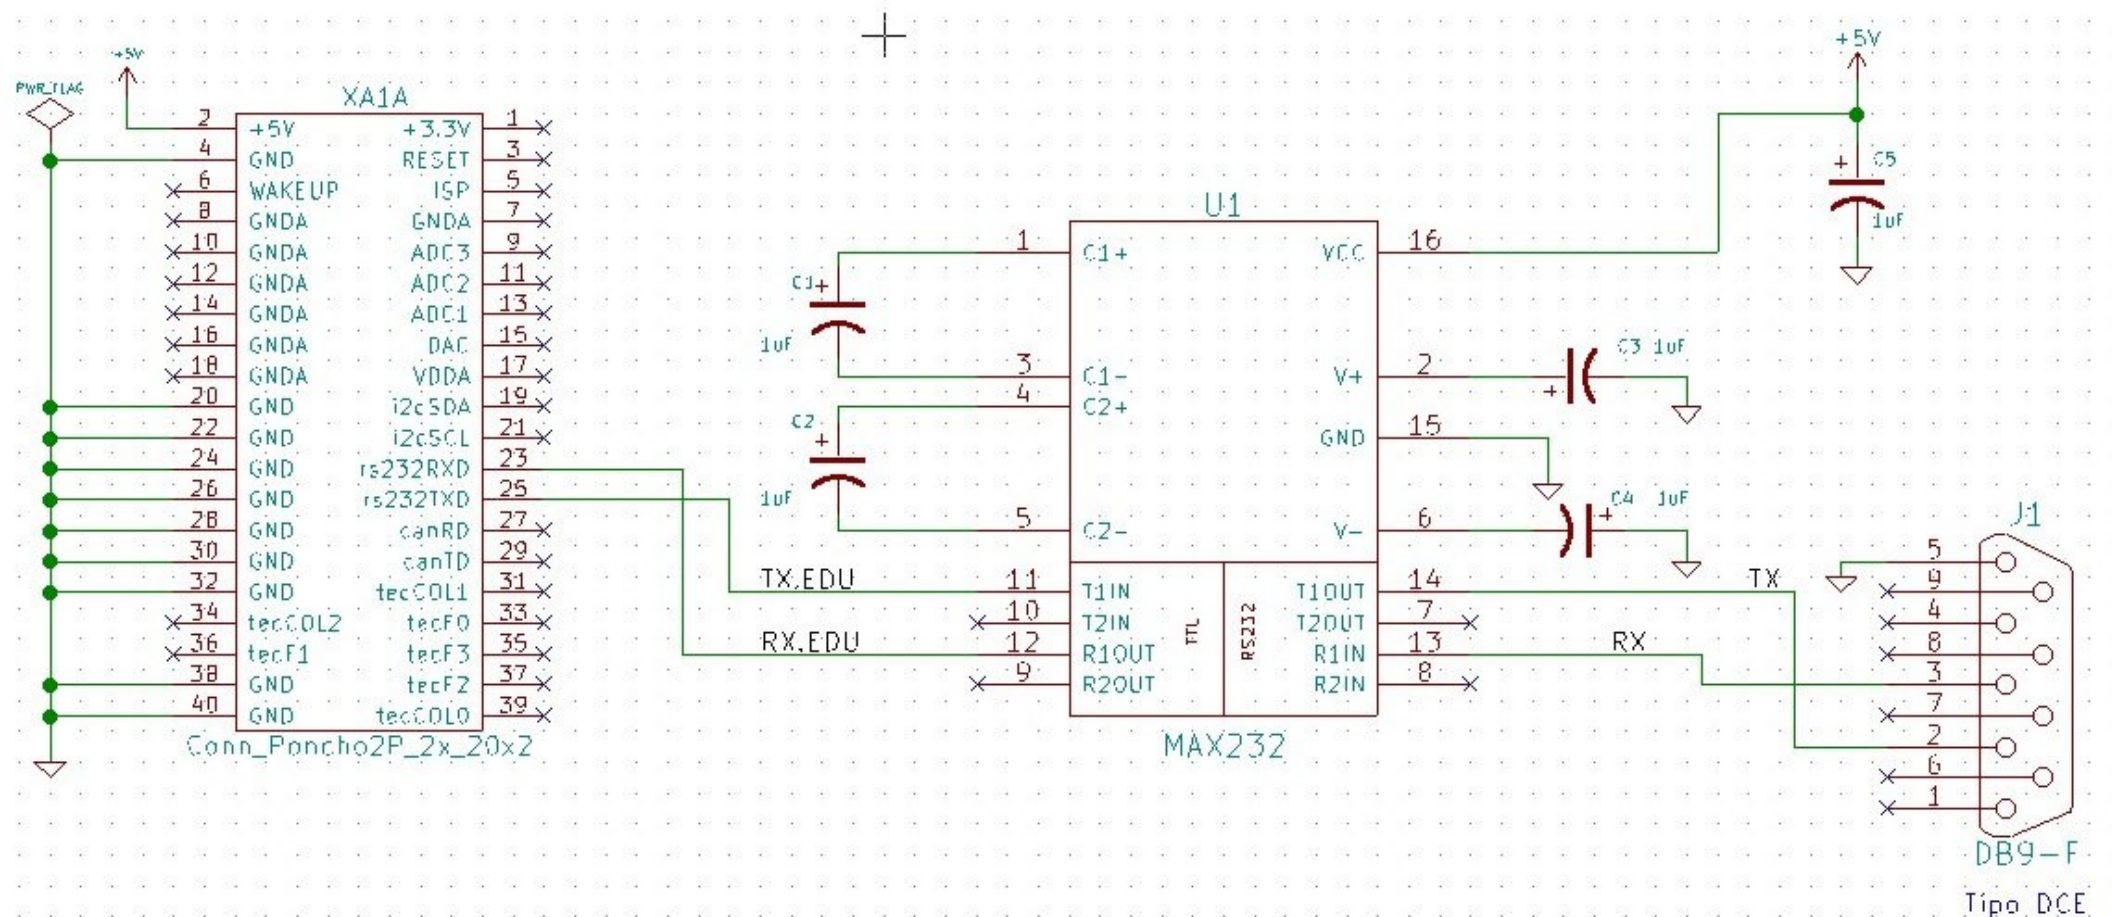 PWR_FLAG
+5V
XA1A
2 +5V +3.3V 1
4 GND RESET 3
6 WAKEUP ISP 5
8 GNDA GNDA 7
10 GNDA ADC3 9
12 GNDA ADC2 11
14 GNDA ADC1 13
16 GNDA DAC 15
18 GNDA VDDA 17
20 GND i2cSDA 19
22 GND i2cSCL 21
24 GND rs232RXD 23
26 GND rs232TXD 25
28 GND canRD 27
30 GND canTD 29
32 GND tecCOL1 31
34 tecCOL2 tecF0 33
36 tecF1 tecF3 35
38 GND tecF2 37
40 GND tecCOL0 39
Conn_Poncho2P_2x_20x2
C1 +
1uF
C2
+
1uF
TX.EDU
RX.EDU
U1
1 C1+ VCC 16
3 C1- V+ 2
4 C2+
GND 15
5 C2- V- 6
11 T1IN T1OUT 14
10 T2IN T2OUT 7
12 R1OUT R1IN 13
9 R2OUT R2IN 8
TTL
RS232
MAX232
+5V
+ C5
1uF
C3 1uF
+
C4 1uF
+
TX
RX
J1
5
9
4
8
3
7
2
6
1
DB9-F
Tipo DCE